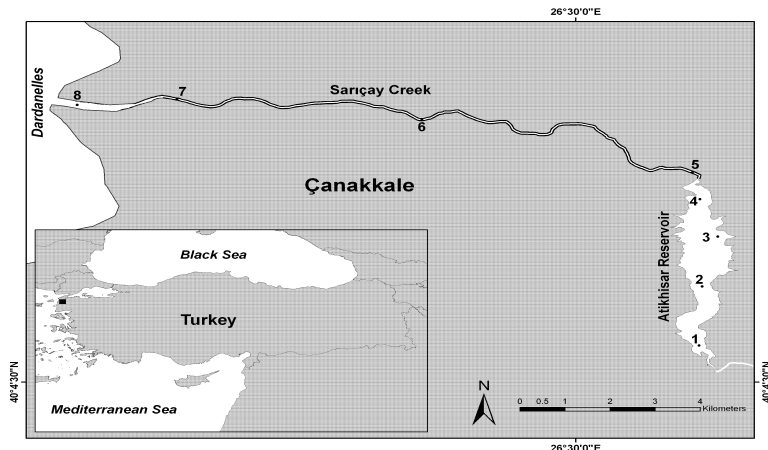 26°30'0"E
Dardanelles
8
7
Sarıçay Creek
6
5
Çanakkale
4
3
Atikhisar Reservoir
2
1
Black Sea
Turkey
Mediterranean Sea
40°4'30"N
40°4'30"N
N
0 0.5 1 2 3 4
Kilometers
26°30'0"E